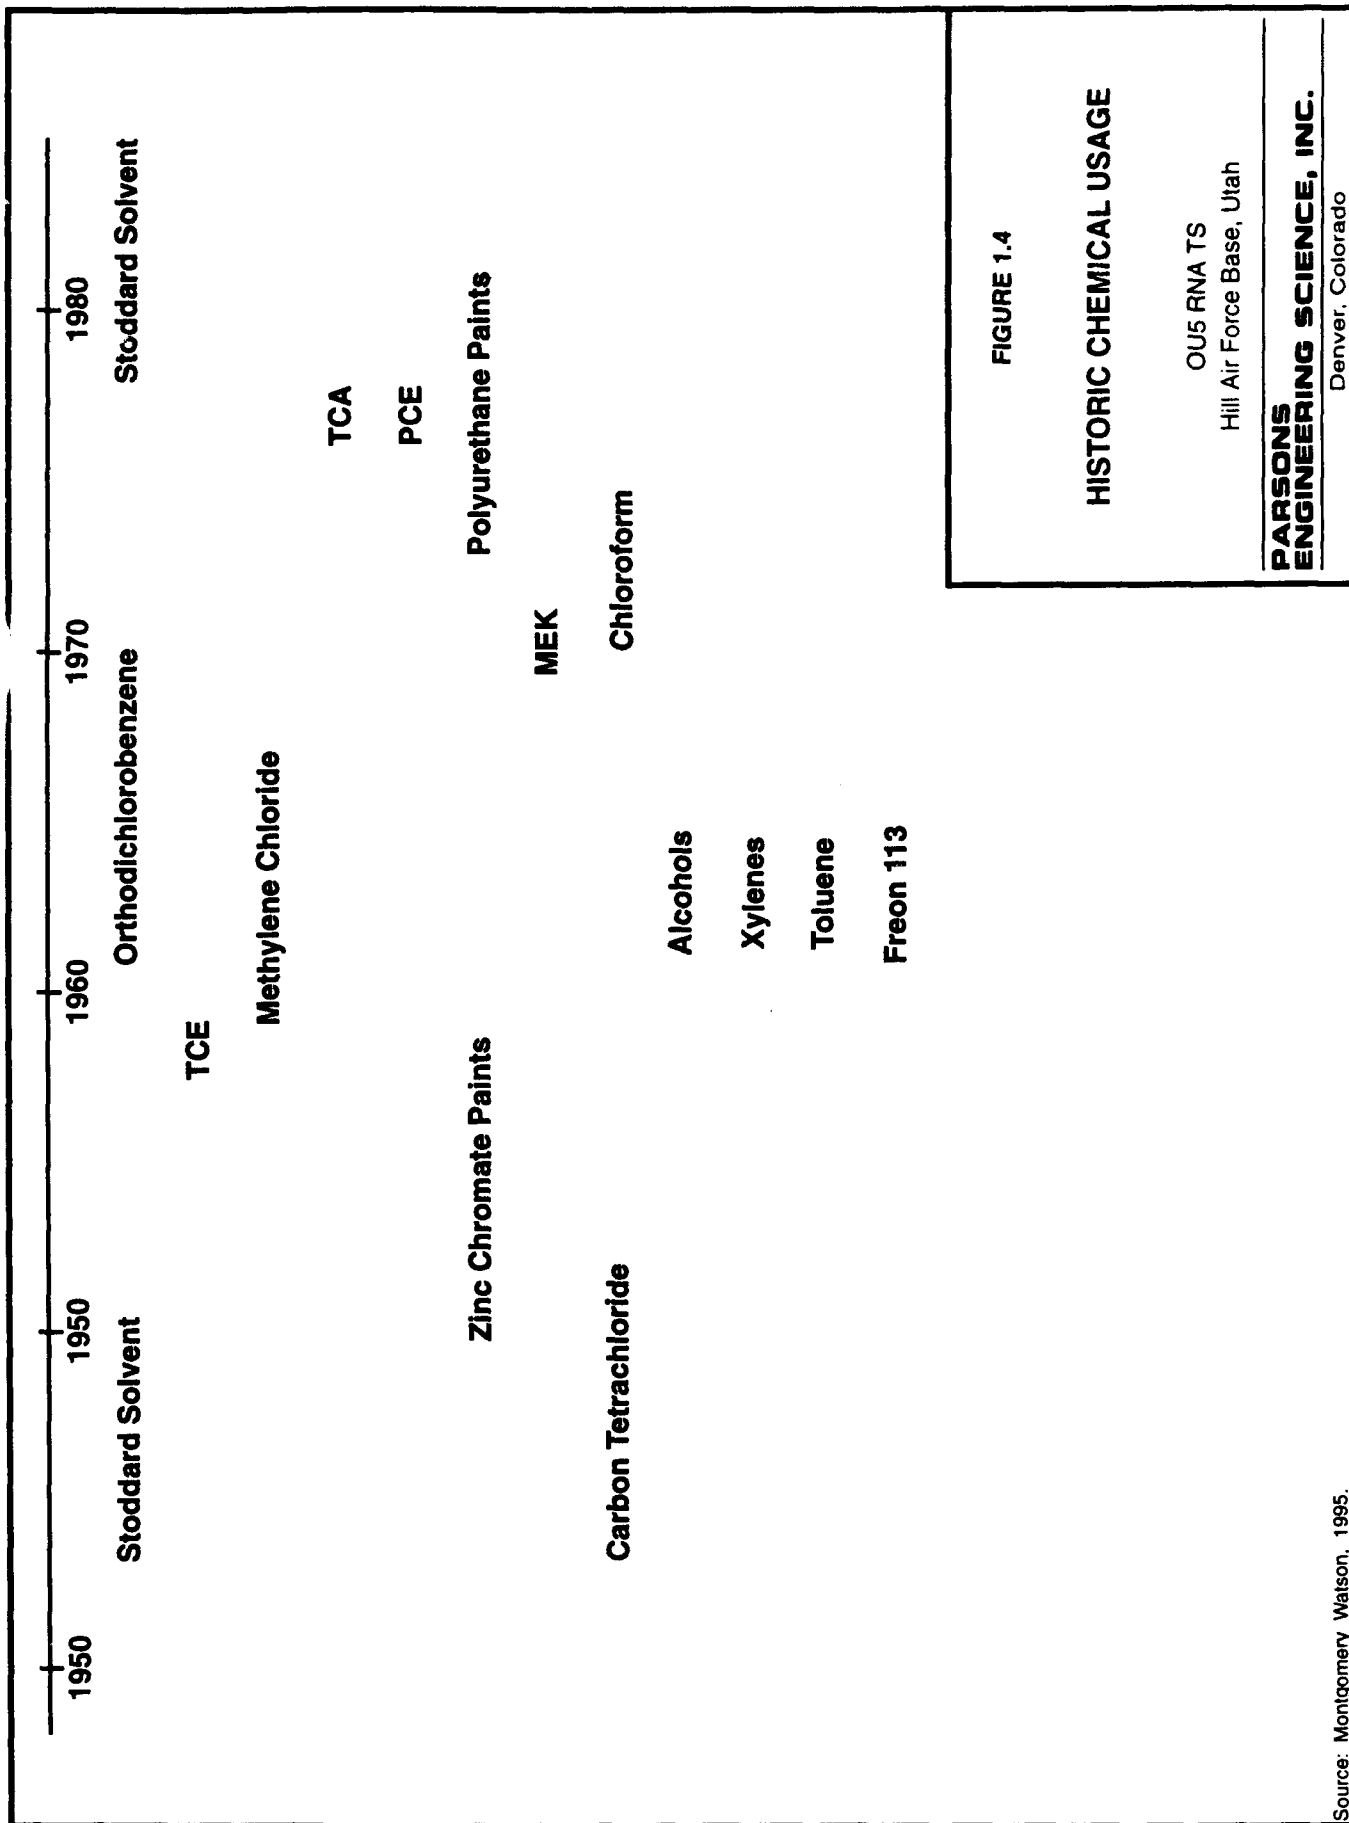 1950 1950 1960 1970 1980
Stoddard Solvent Orthodichlorobenzene Stoddard Solvent
TCE
Methylene Chloride
TCA
PCE
Zinc Chromate Paints Polyurethane Paints
MEK
Carbon Tetrachloride Chloroform
Alcohols
Xylenes
Toluene
Freon 113
FIGURE 1.4
HISTORIC CHEMICAL USAGE
OU5 RNA TS
Hill Air Force Base, Utah
PARSONS
ENGINEERING SCIENCE, INC.
Denver, Colorado
Source: Montgomery Watson, 1995.